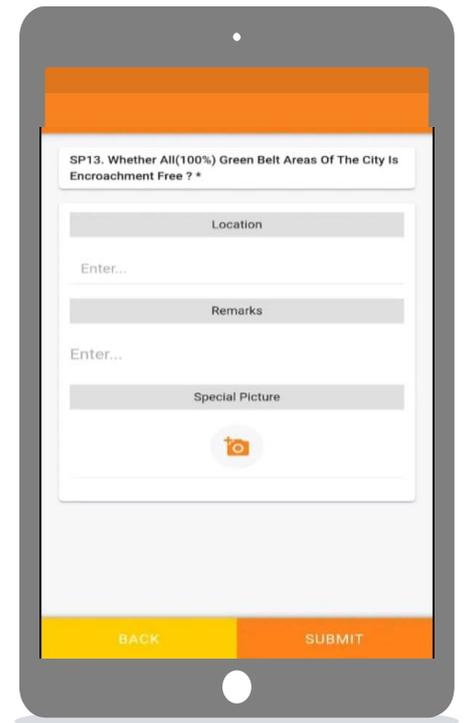 SP13. Whether All(100%) Green Belt Areas Of The City Is
Encroachment Free ? *
Location
Enter...
Remarks
Enter...
Special Picture
BACK
SUBMIT